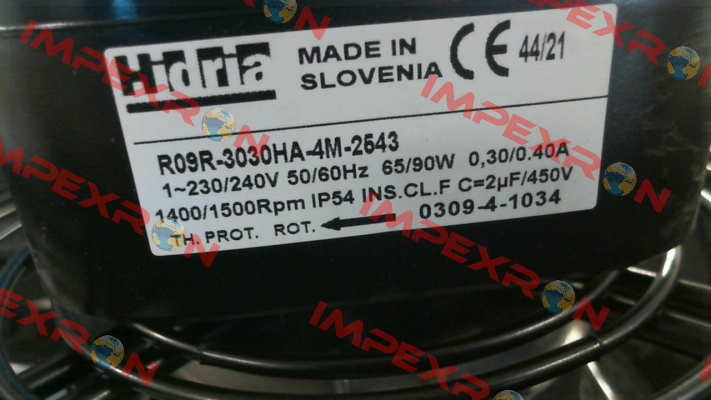 Hidria
MADE IN
SLOVENIA
CE 44/21
R09R-3030HA-4M-2543
1~230/240V 50/60Hz 65/90W 0,30/0.40A
1400/1500Rpm IP54 INS.CL.F C=2µF/450V
TH. PROT. ROT. ← 0309-4-1034
IMPEXRON
IMPEXRON
IMPEXRON
IMPEXRON
IMPEXRON
IMPEXRON
IMPEXRON